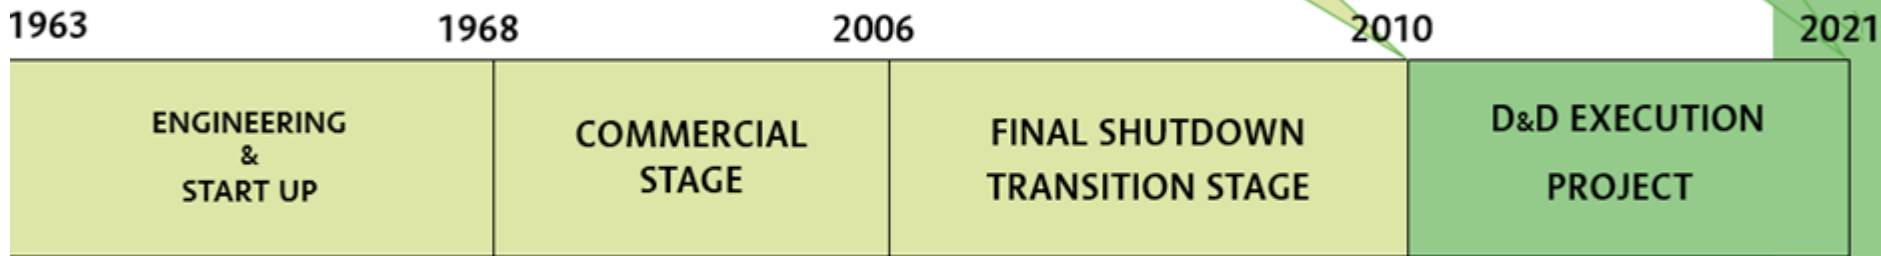 1963 1968 2006 2010 2021
ENGINEERING
&
START UP
COMMERCIAL
STAGE
FINAL SHUTDOWN
TRANSITION STAGE
D&D EXECUTION
PROJECT